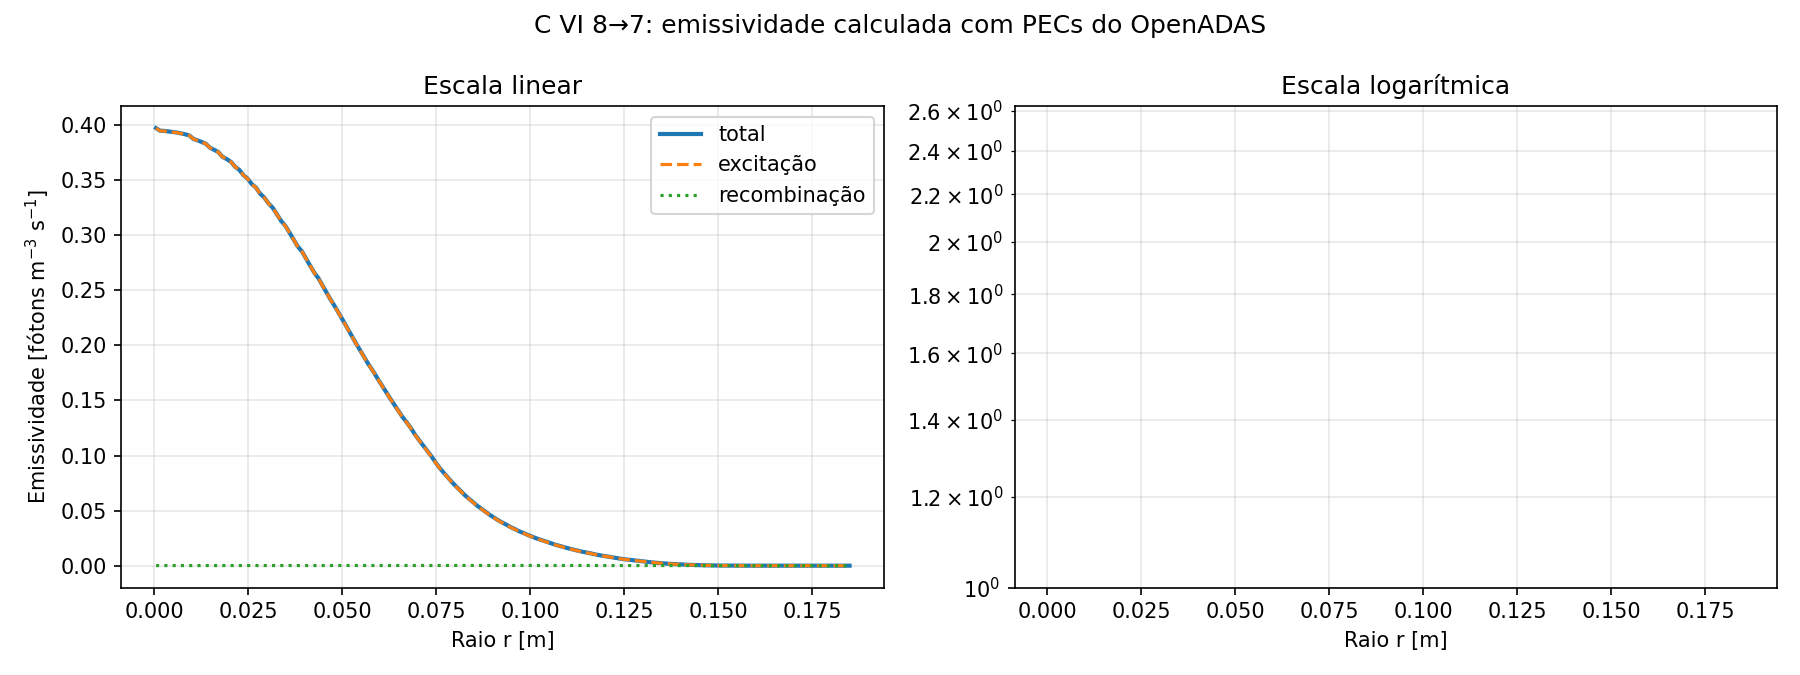 C VI 8→7: emissividade calculada com PECs do OpenADAS
Escala linear
Emissividade [fótons m⁻³ s⁻¹]
0.40
0.35
0.30
0.25
0.20
0.15
0.10
0.05
0.00
total
excitação
recombinação
0.000 0.025 0.050 0.075 0.100 0.125 0.150 0.175
Raio r [m]
Escala logarítmica
2.6 × 10⁰
2.4 × 10⁰
2.2 × 10⁰
2 × 10⁰
1.8 × 10⁰
1.6 × 10⁰
1.4 × 10⁰
1.2 × 10⁰
10⁰
0.000 0.025 0.050 0.075 0.100 0.125 0.150 0.175
Raio r [m]